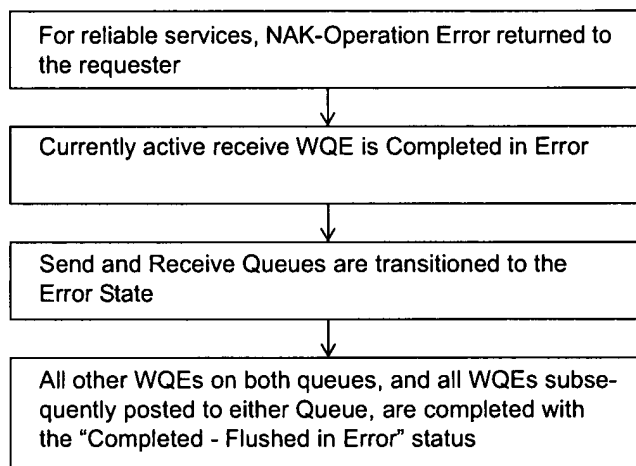 For reliable services, NAK-Operation Error returned to
the requester
Currently active receive WQE is Completed in Error
Send and Receive Queues are transitioned to the
Error State
All other WQEs on both queues, and all WQEs subse-
quently posted to either Queue, are completed with
the “Completed - Flushed in Error” status